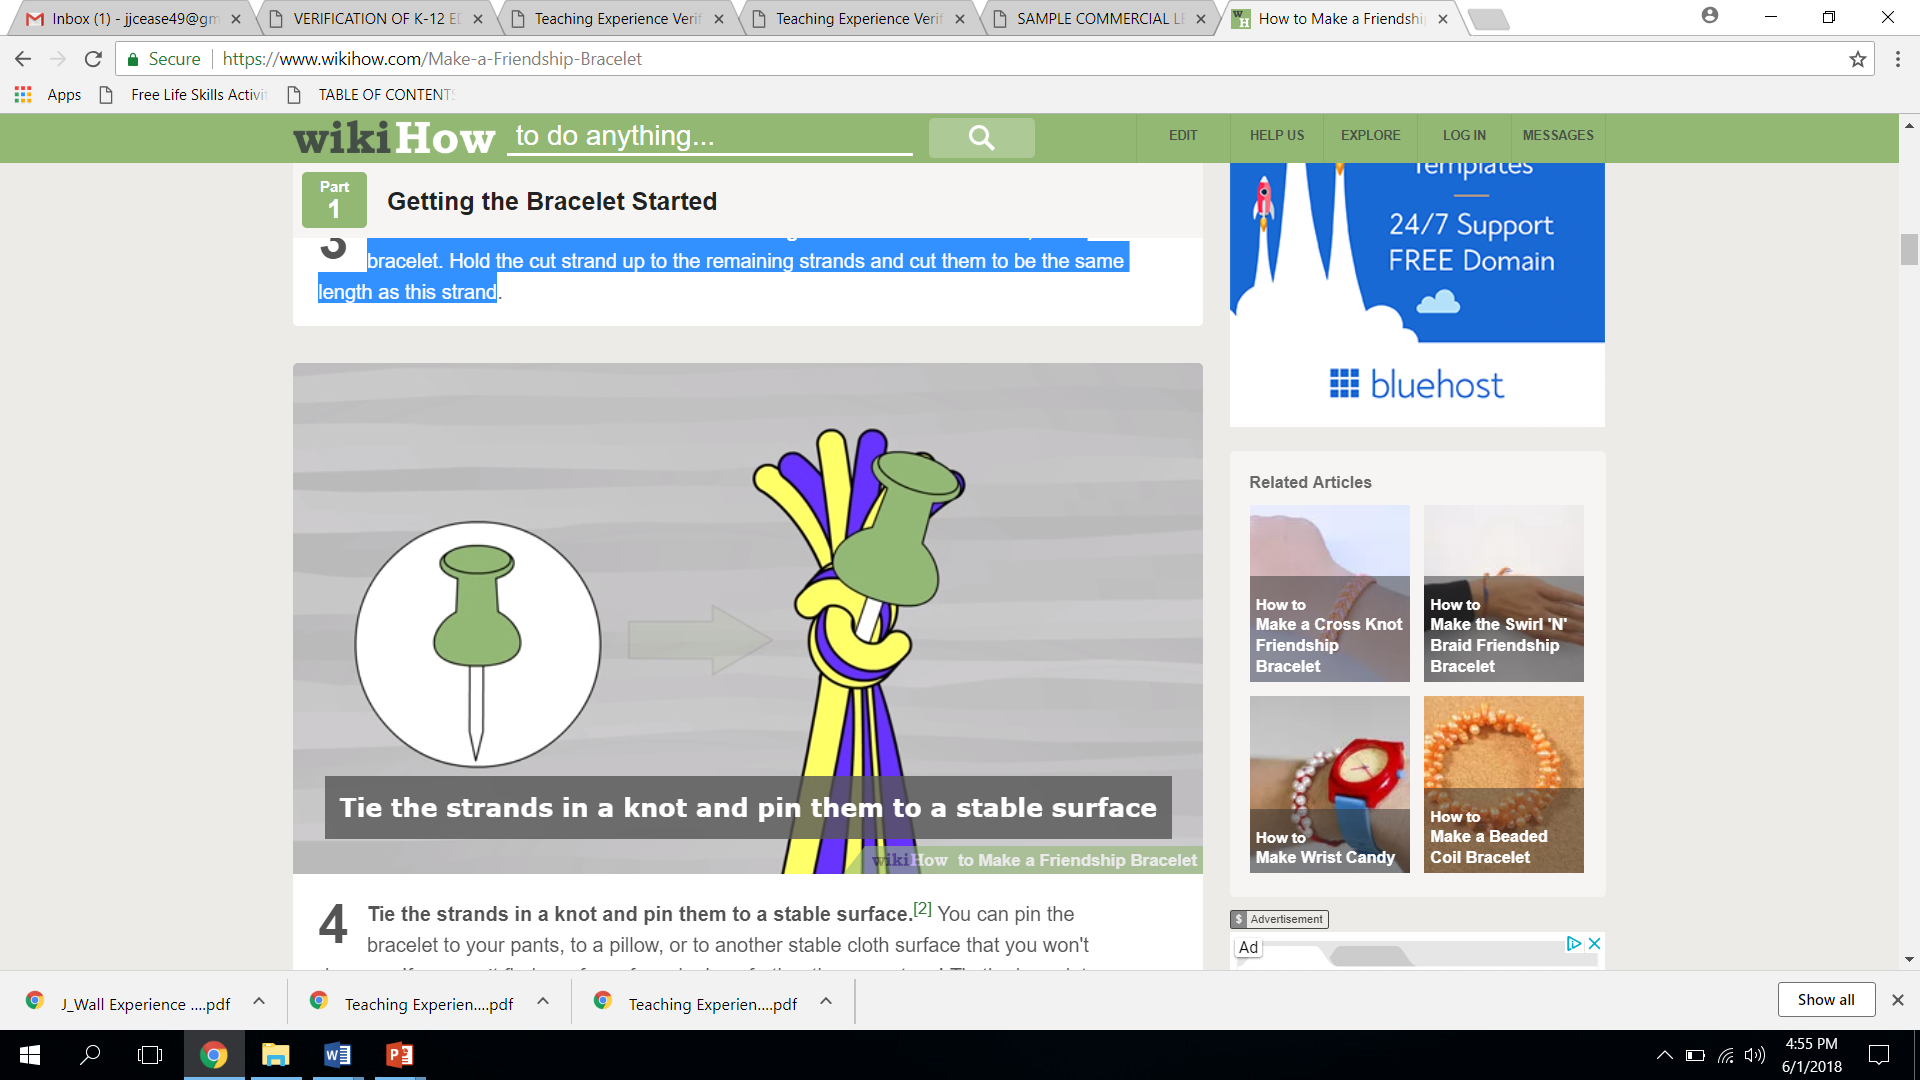 Inbox (1) - jjcease49@gm
VERIFICATION OF K-12 E
Teaching Experience Verif
Teaching Experience Verif
SAMPLE COMMERCIAL LE
How to Make a Friendshi
Secure
https://www.wikihow.com/Make-a-Friendship-Bracelet
Apps
Free Life Skills Activit
TABLE OF CONTENT
wikiHow to do anything...
EDIT
HELP US
EXPLORE
LOG IN
MESSAGES
Part
1
Getting the Bracelet Started
3
bracelet. Hold the cut strand up to the remaining strands and cut them to be the same
length as this strand.
Tie the strands in a knot and pin them to a stable surface
wikiHow to Make a Friendship Bracelet
4
Tie the strands in a knot and pin them to a stable surface.[2] You can pin the
bracelet to your pants, to a pillow, or to another stable cloth surface that you won't
Templates
24/7 Support
FREE Domain
bluehost
Related Articles
How to
Make a Cross Knot
Friendship
Bracelet
How to
Make the Swirl 'N'
Braid Friendship
Bracelet
How to
Make Wrist Candy
How to
Make a Beaded
Coil Bracelet
$ Advertisement
Ad
J_Wall Experience ....pdf
Teaching Experien....pdf
Teaching Experien....pdf
Show all
4:55 PM
6/1/2018